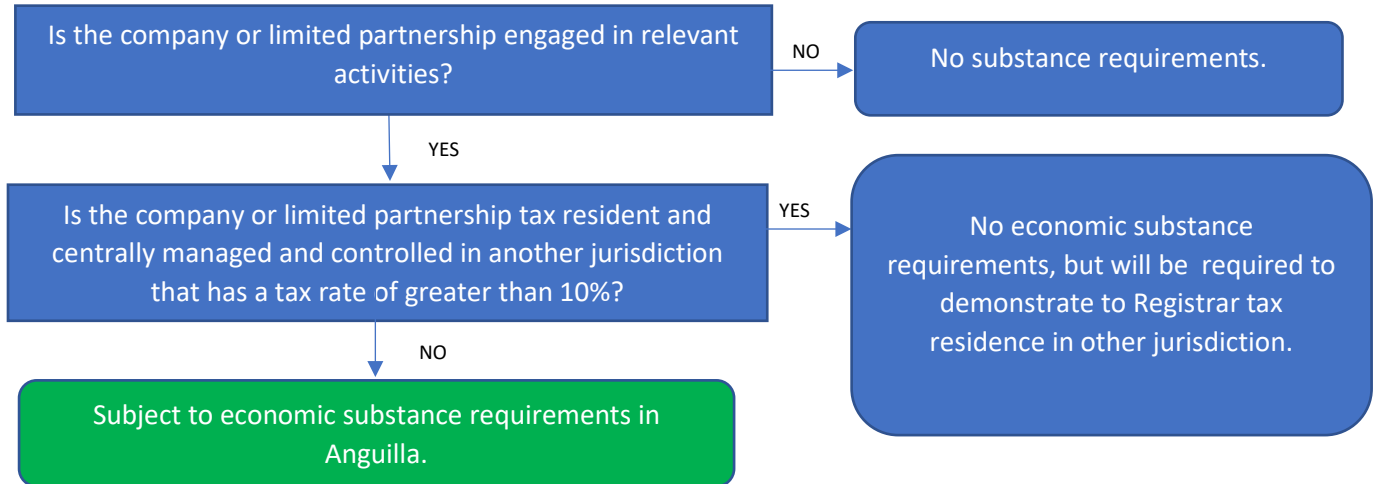 Is the company or limited partnership engaged in relevant
activities?
NO
No substance requirements.
YES
Is the company or limited partnership tax resident and
centrally managed and controlled in another jurisdiction
that has a tax rate of greater than 10%?
YES
No economic substance
requirements, but will be required to
demonstrate to Registrar tax
residence in other jurisdiction.
NO
Subject to economic substance requirements in
Anguilla.